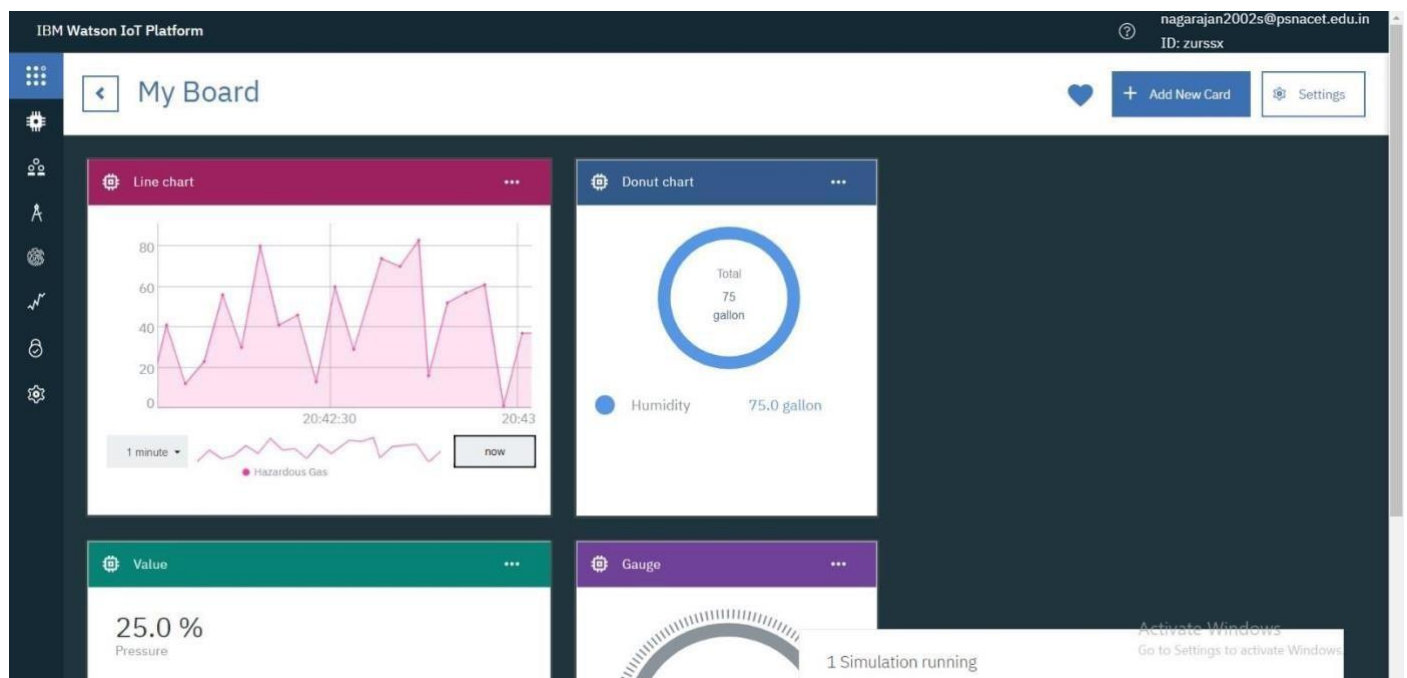 IBM Watson IoT Platform
nagarajan2002s@psnacet.edu.in
ID: zurssx
My Board
Add New Card
Settings
Line chart
80
60
40
20
0
20:42:30
20:43
1 minute
now
Hazardous Gas
Donut chart
Total
75
gallon
Humidity 75.0 gallon
Value
25.0 %
Pressure
Gauge
1 Simulation running
Activate Windows
Go to Settings to activate Windows.